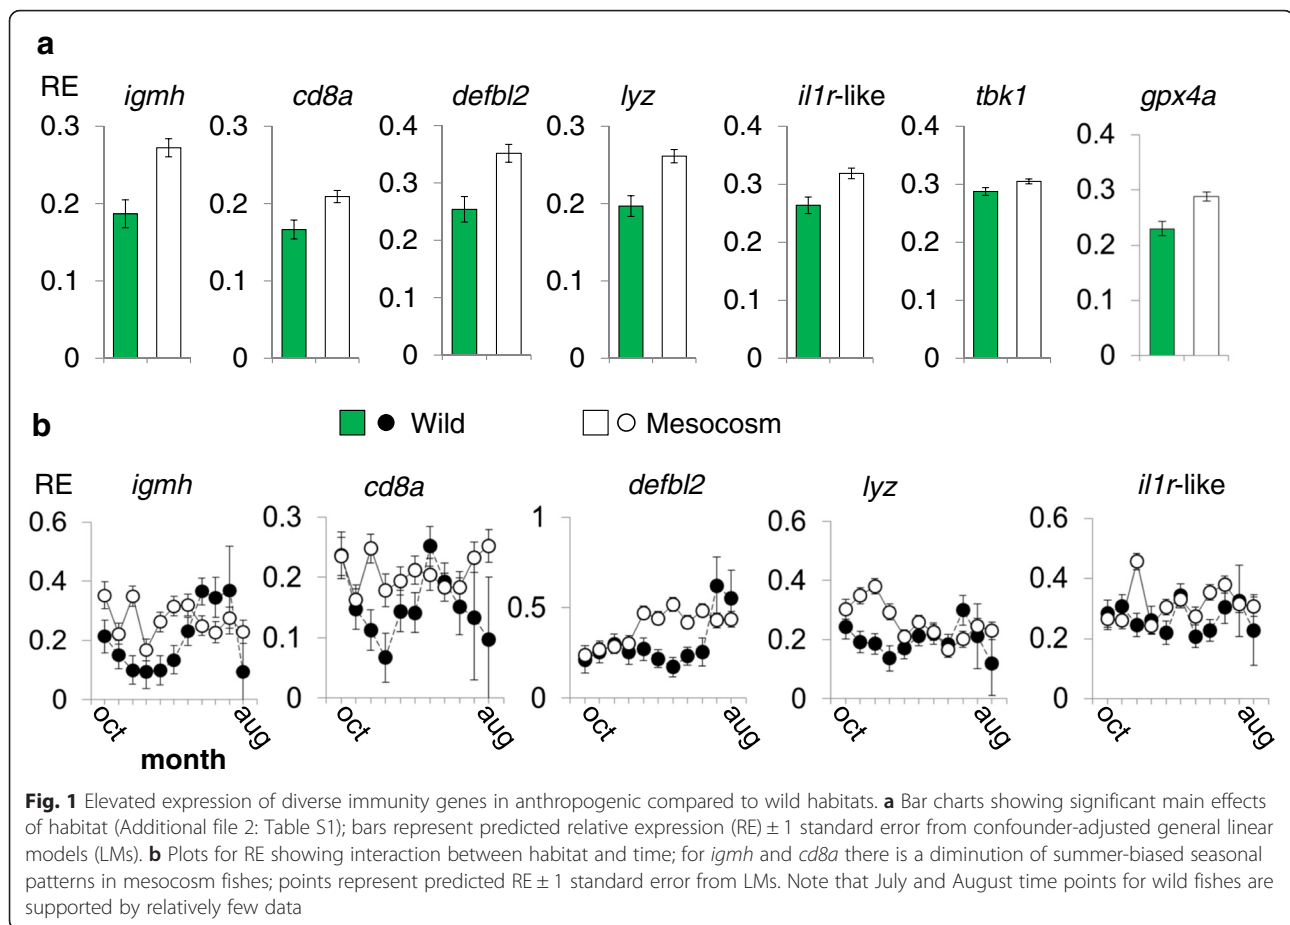 a
RE
igmh
cd8a
defbl2
lyz
il1r-like
tbk1
gpx4a
0.3
0.2
0.1
0
0.3
0.2
0.1
0
0.4
0.3
0.2
0.1
0
0.3
0.2
0.1
0
0.4
0.3
0.2
0.1
0
0.4
0.3
0.2
0.1
0
0.4
0.3
0.2
0.1
0
b
Wild
Mesocosm
RE
igmh
cd8a
defbl2
lyz
il1r-like
0.6
0.4
0.2
0
oct
aug
month
0.3
0.2
0.1
0
oct
aug
1
0.5
0
oct
aug
0.6
0.4
0.2
0
oct
aug
0.6
0.4
0.2
0
oct
aug
Fig. 1 Elevated expression of diverse immunity genes in anthropogenic compared to wild habitats. a Bar charts showing significant main effects
of habitat (Additional file 2: Table S1); bars represent predicted relative expression (RE) ± 1 standard error from confounder-adjusted general linear
models (LMs). b Plots for RE showing interaction between habitat and time; for igmh and cd8a there is a diminution of summer-biased seasonal
patterns in mesocosm fishes; points represent predicted RE ± 1 standard error from LMs. Note that July and August time points for wild fishes are
supported by relatively few data